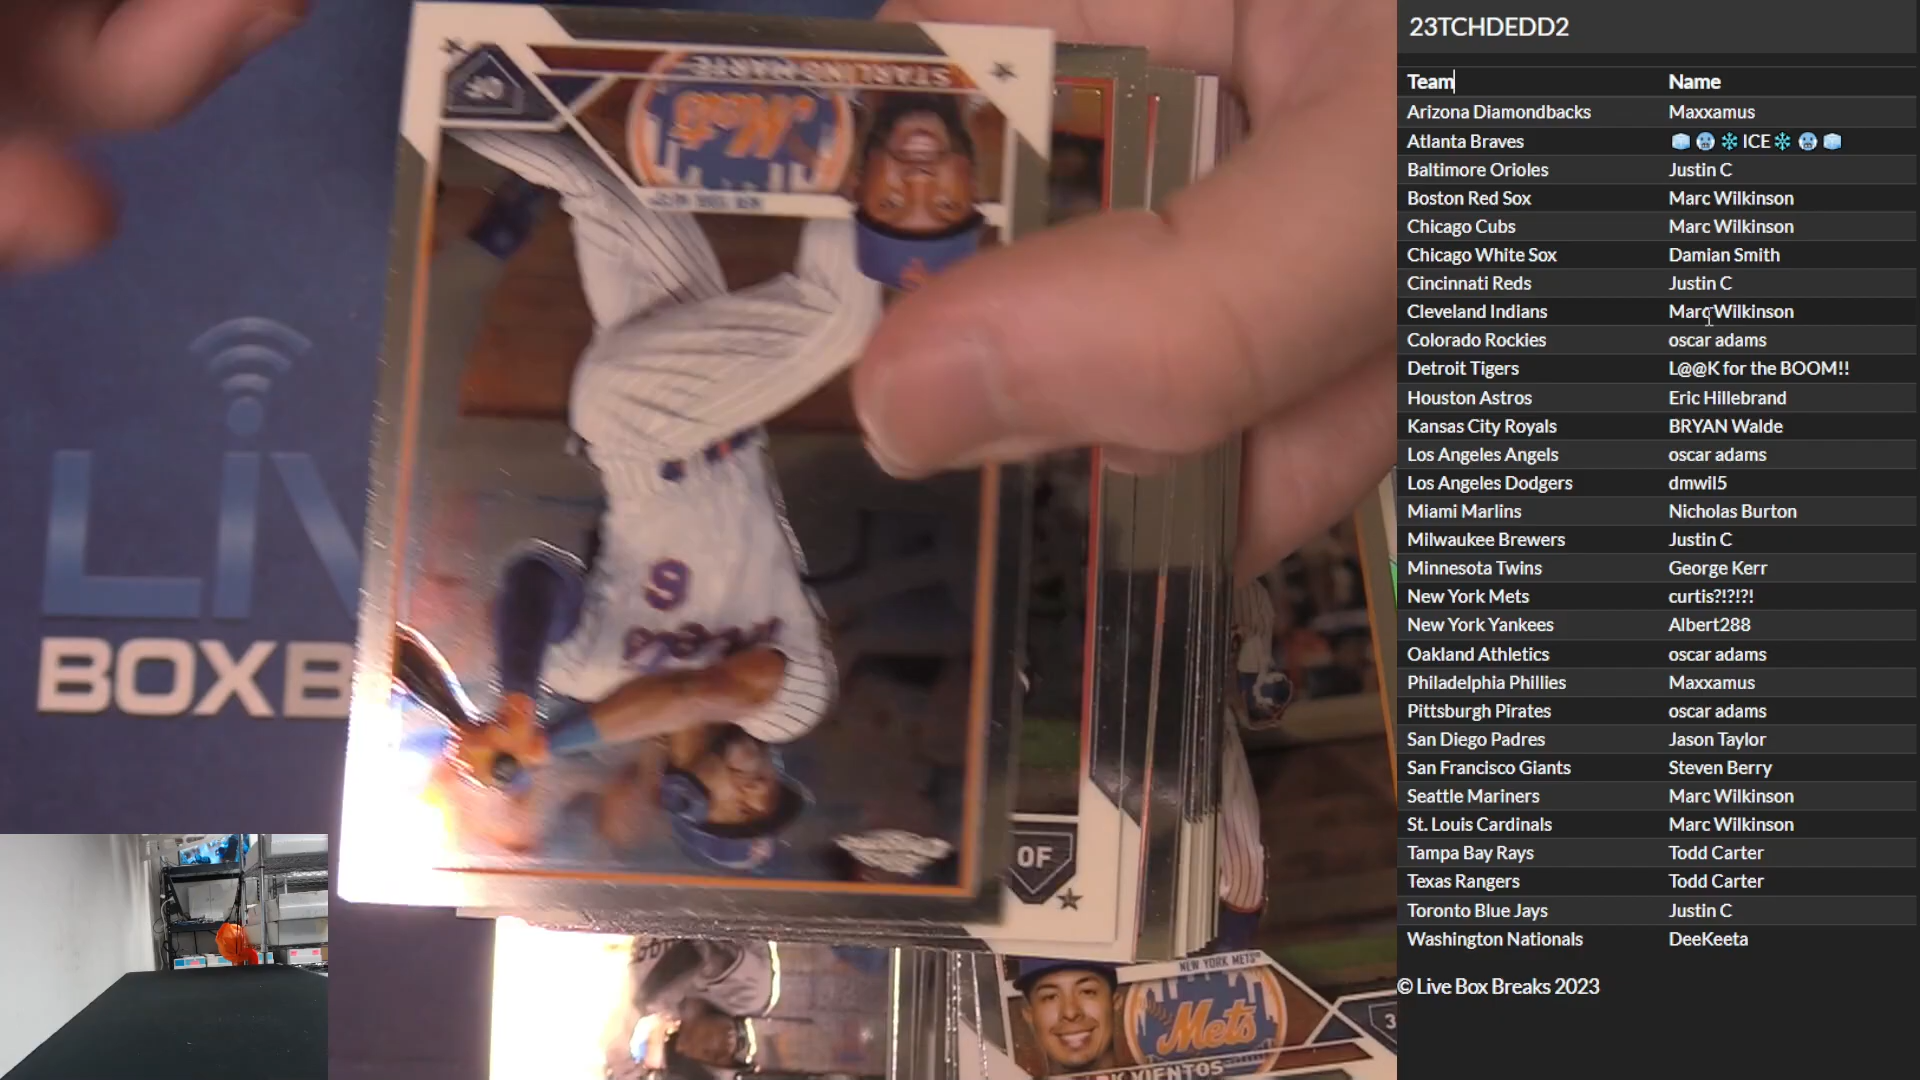 23TCHDEDD2
Team Name
Arizona Diamondbacks Maxxamus
Atlanta Braves 🧊🥶❄ICE❄🥶🧊
Baltimore Orioles Justin C
Boston Red Sox Marc Wilkinson
Chicago Cubs Marc Wilkinson
Chicago White Sox Damian Smith
Cincinnati Reds Justin C
Cleveland Indians Marc Wilkinson
Colorado Rockies oscar adams
Detroit Tigers L@@K for the BOOM!!
Houston Astros Eric Hillebrand
Kansas City Royals BRYAN Walde
Los Angeles Angels oscar adams
Los Angeles Dodgers dmwil5
Miami Marlins Nicholas Burton
Milwaukee Brewers Justin C
Minnesota Twins George Kerr
New York Mets curtis?!?!?!
New York Yankees Albert288
Oakland Athletics oscar adams
Philadelphia Phillies Maxxamus
Pittsburgh Pirates oscar adams
San Diego Padres Jason Taylor
San Francisco Giants Steven Berry
Seattle Mariners Marc Wilkinson
St. Louis Cardinals Marc Wilkinson
Tampa Bay Rays Todd Carter
Texas Rangers Todd Carter
Toronto Blue Jays Justin C
Washington Nationals DeeKeeta
© Live Box Breaks 2023
STARLING MARTE
OF
Mets
6
Mets
OF
LiV
BOXB
NEW YORK METS
Mets
3
VIENTOS